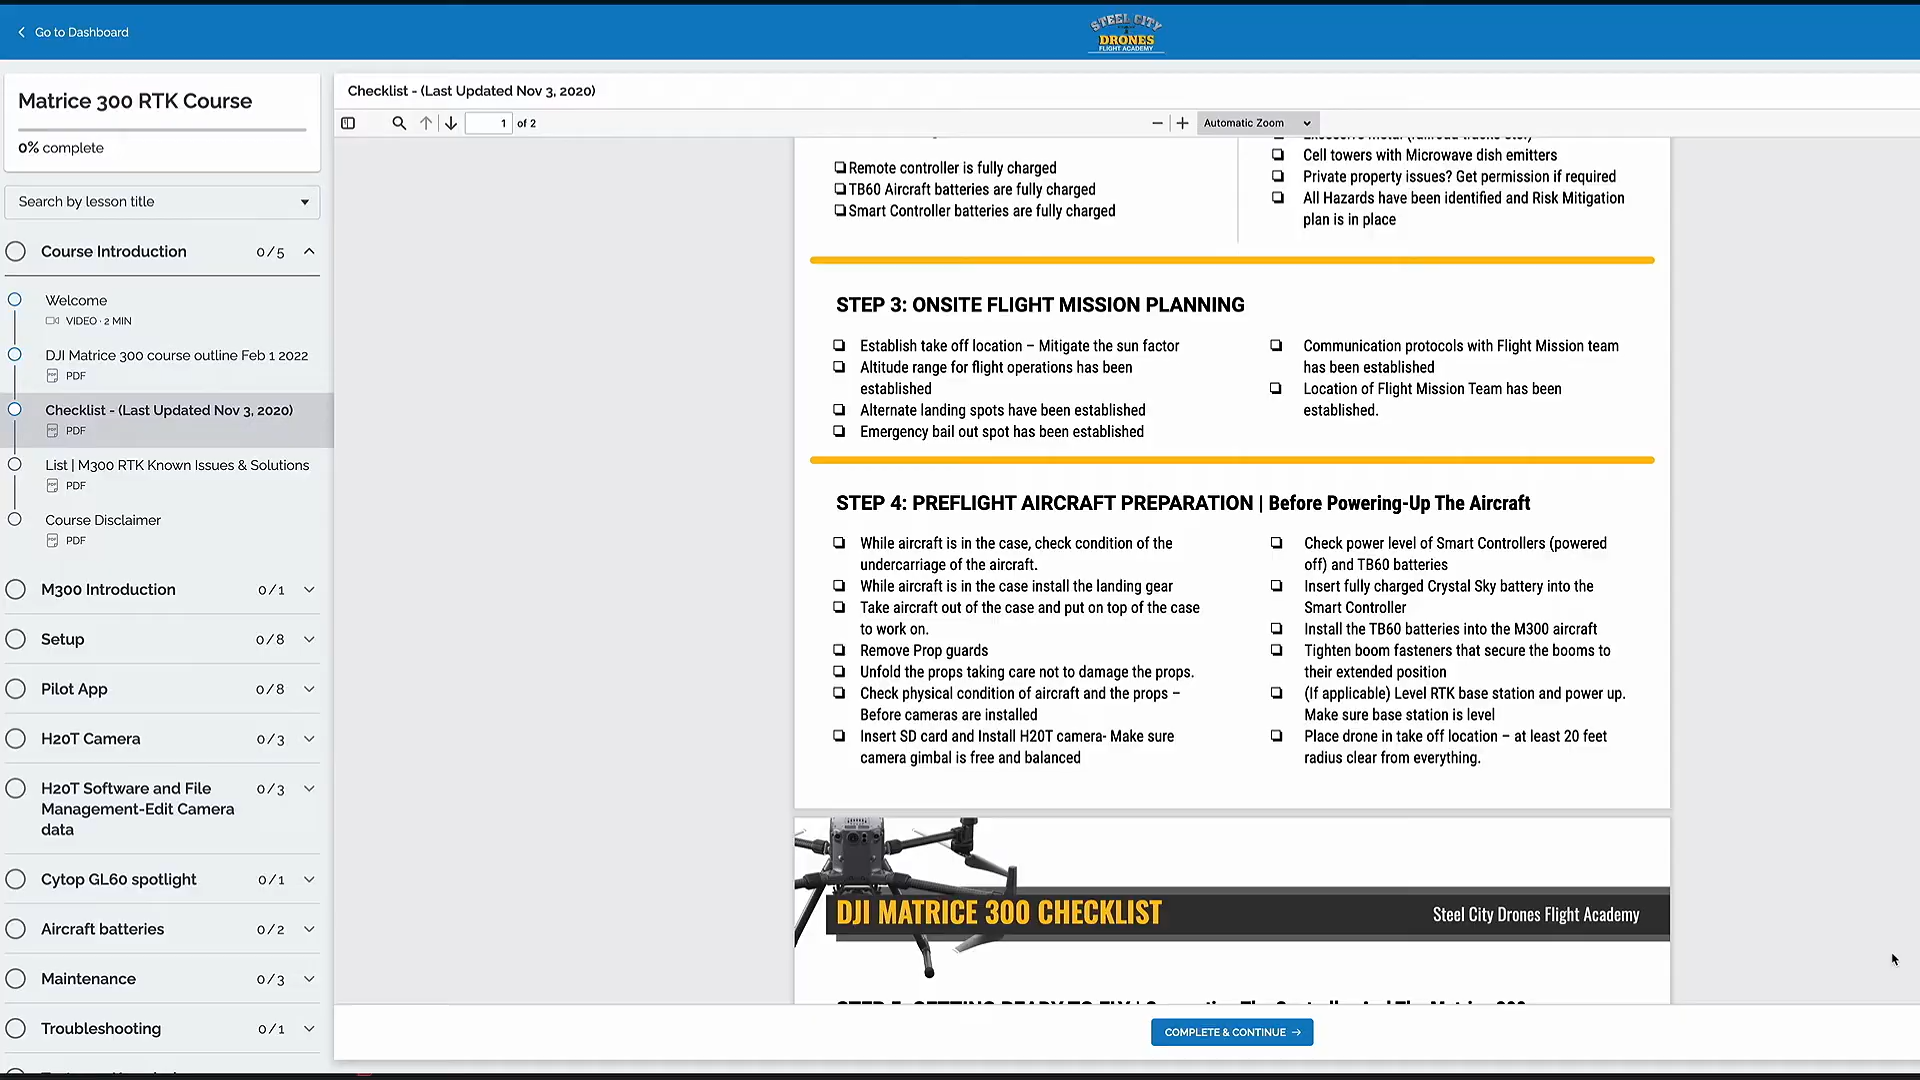 Go to Dashboard
STEEL CITY
DRONES
FLIGHT ACADEMY
Matrice 300 RTK Course
0% complete
Search by lesson title
Course Introduction 0/5
Welcome
VIDEO · 2 MIN
DJI Matrice 300 course outline Feb 1 2022
PDF
Checklist - (Last Updated Nov 3, 2020)
PDF
List | M300 RTK Known Issues & Solutions
PDF
Course Disclaimer
PDF
M300 Introduction 0/1
Setup 0/8
Pilot App 0/8
H20T Camera 0/3
H20T Software and File 0/3
Management-Edit Camera
data
Cytop GL60 spotlight 0/1
Aircraft batteries 0/2
Maintenance 0/3
Troubleshooting 0/1
Checklist - (Last Updated Nov 3, 2020)
1 of 2
Automatic Zoom
Remote controller is fully charged
TB60 Aircraft batteries are fully charged
Smart Controller batteries are fully charged
Cell towers with Microwave dish emitters
Private property issues? Get permission if required
All Hazards have been identified and Risk Mitigation
plan is in place
STEP 3: ONSITE FLIGHT MISSION PLANNING
Establish take off location – Mitigate the sun factor
Altitude range for flight operations has been
established
Alternate landing spots have been established
Emergency bail out spot has been established
Communication protocols with Flight Mission team
has been established
Location of Flight Mission Team has been
established.
STEP 4: PREFLIGHT AIRCRAFT PREPARATION | Before Powering-Up The Aircraft
While aircraft is in the case, check condition of the
undercarriage of the aircraft.
While aircraft is in the case install the landing gear
Take aircraft out of the case and put on top of the case
to work on.
Remove Prop guards
Unfold the props taking care not to damage the props.
Check physical condition of aircraft and the props –
Before cameras are installed
Insert SD card and Install H20T camera- Make sure
camera gimbal is free and balanced
Check power level of Smart Controllers (powered
off) and TB60 batteries
Insert fully charged Crystal Sky battery into the
Smart Controller
Install the TB60 batteries into the M300 aircraft
Tighten boom fasteners that secure the booms to
their extended position
(If applicable) Level RTK base station and power up.
Make sure base station is level
Place drone in take off location – at least 20 feet
radius clear from everything.
DJI MATRICE 300 CHECKLIST
Steel City Drones Flight Academy
COMPLETE & CONTINUE